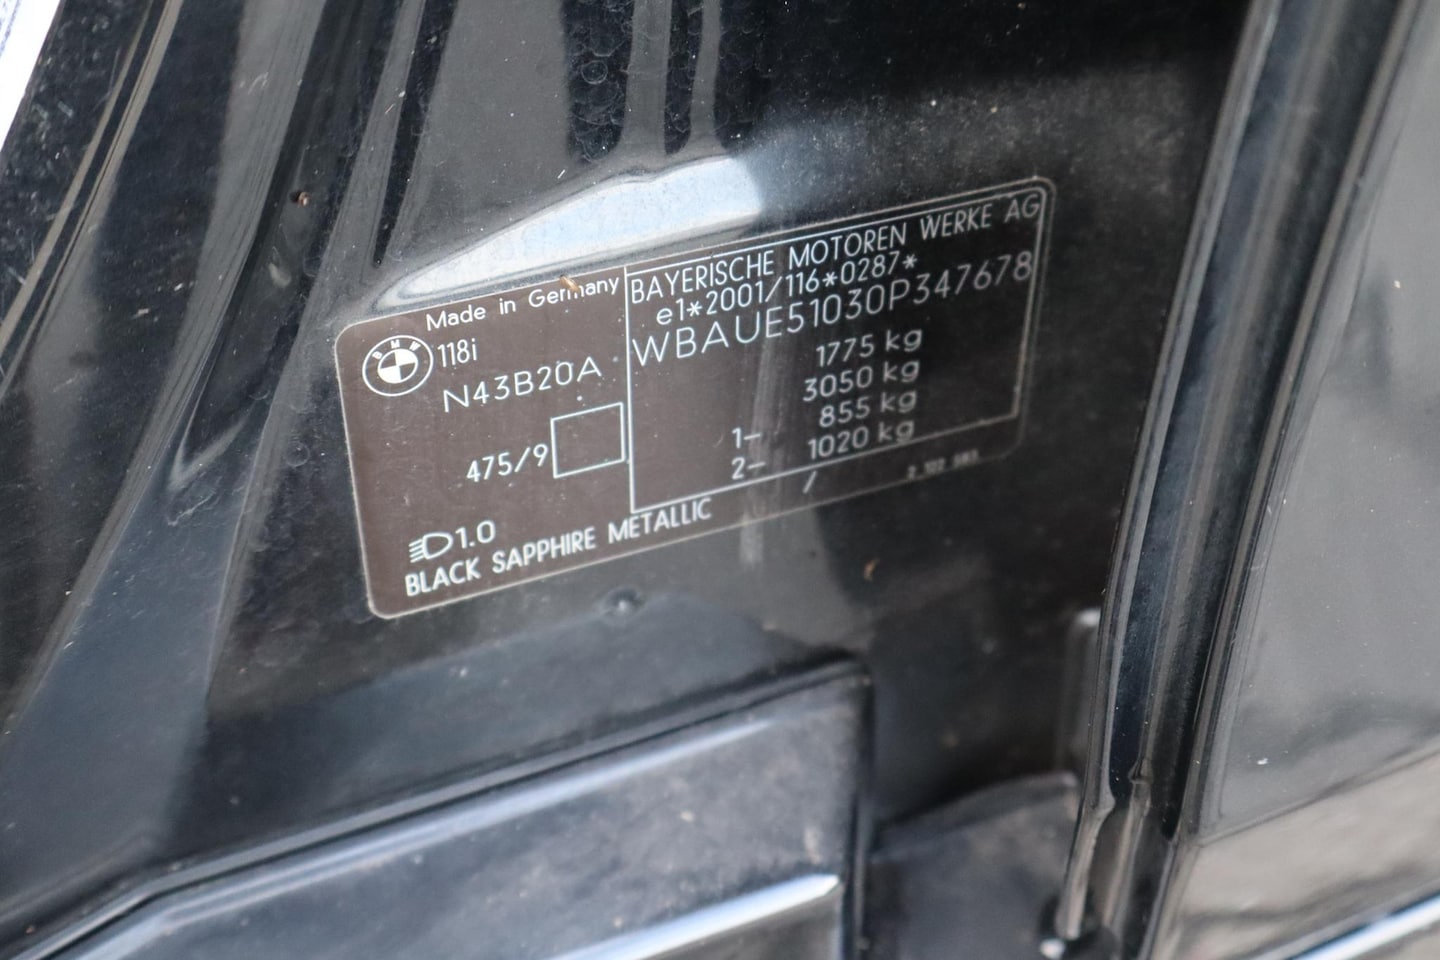 Made in Germany
BMW
118i
N43B20A
475/9
1.0
BLACK SAPPHIRE METALLIC
BAYERISCHE MOTOREN WERKE AG
e1*2001/116*0287*
WBAUE51030P347678
1775 kg
3050 kg
1– 855 kg
2– 1020 kg
/